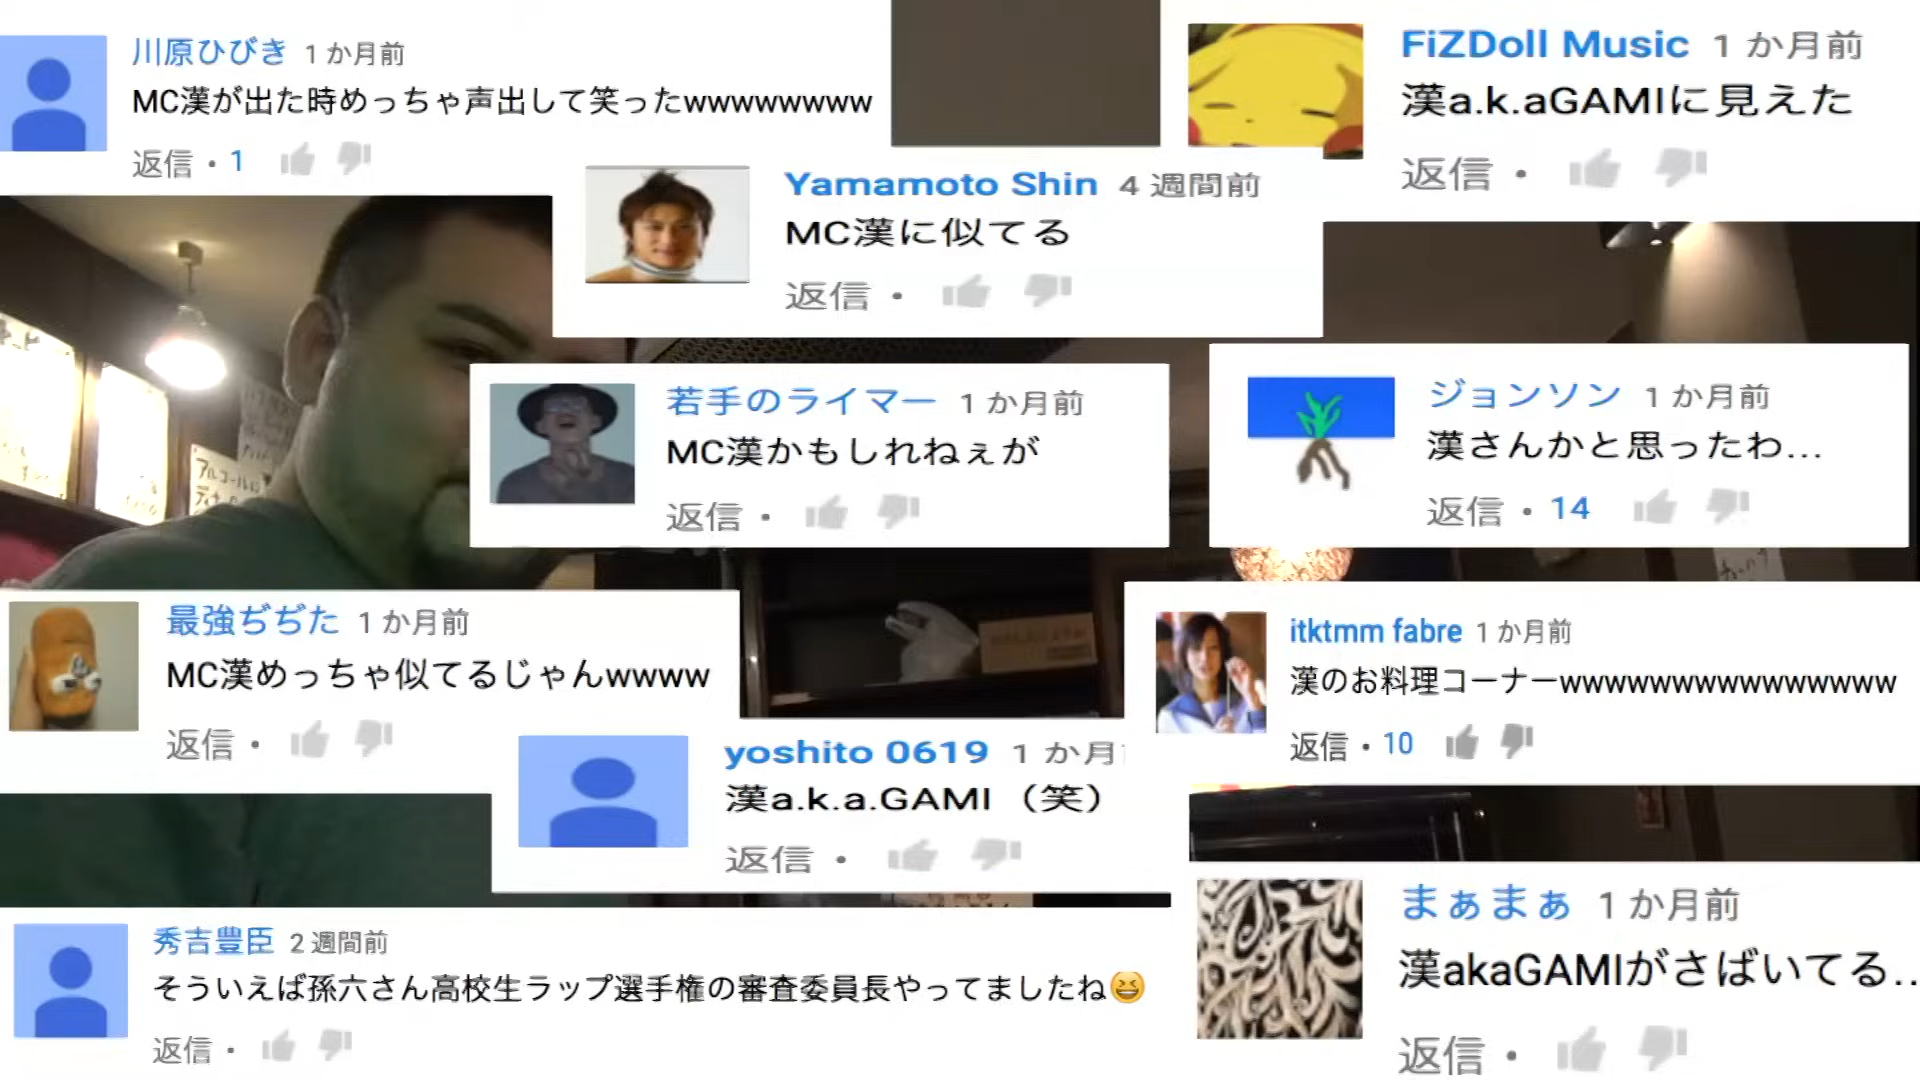 川原ひびき 1 か月前
MC漢が出た時めっちゃ声出して笑ったwwwwwwww
返信・1
FiZDoll Music 1 か月前
漢a.k.aGAMIに見えた
返信・
Yamamoto Shin 4 週間前
MC漢に似てる
返信・
若手のライマー 1 か月前
MC漢かもしれねぇが
返信・
ジョンソン 1 か月前
漢さんかと思ったわ…
返信・14
アルコールに
最強ぢぢた 1 か月前
MC漢めっちゃ似てるじゃんwwww
返信・
itktmm fabre 1 か月前
漢のお料理コーナーwwwwwwwwwwwwwww
返信・10
yoshito 0619 1 か月
漢a.k.a.GAMI（笑）
返信・
まぁまぁ 1 か月前
漢akaGAMIがさばいてる‥
返信・
秀吉豊臣 2 週間前
そういえば孫六さん高校生ラップ選手権の審査委員長やってましたね😆
返信・